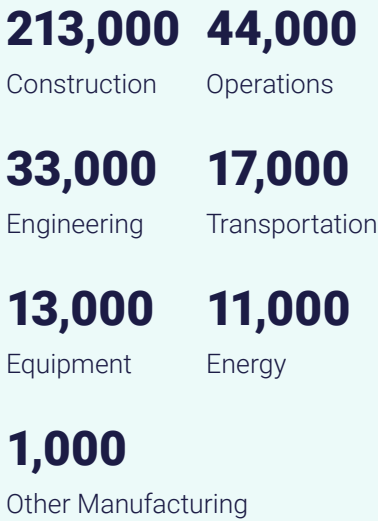 213,000 44,000
Construction Operations
33,000 17,000
Engineering Transportation
13,000 11,000
Equipment Energy
1,000
Other Manufacturing